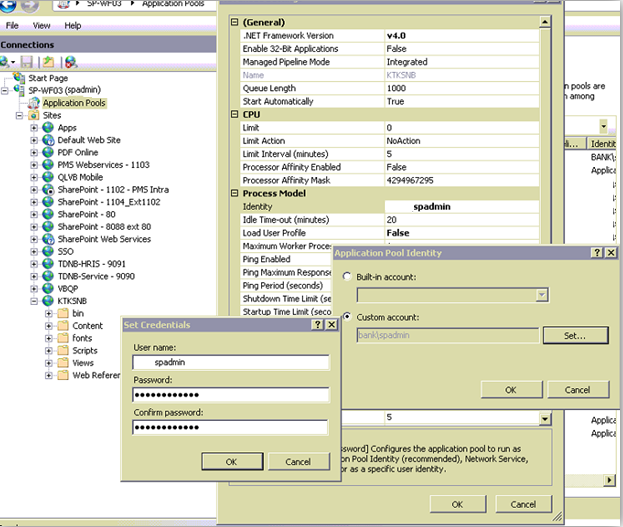 SP-WF03 Application Pools
File View Help
Connections
Start Page
SP-WF03 (spadmin)
Application Pools
Sites
Apps
Default Web Site
PDF Online
PMS Webservices - 1103
QLVB Mobile
SharePoint - 1102 - PMS Intra
SharePoint - 1104_Ext1102
SharePoint - 80
SharePoint - 8088 ext 80
SharePoint Web Services
SSO
TDNB-HRIS - 9091
TDNB-Service - 9090
VBQP
KTKSNB
bin
Content
fonts
Scripts
Views
Web Referen
(General)
.NET Framework Version v4.0
Enable 32-Bit Applications False
Managed Pipeline Mode Integrated
Name KTKSNB
Queue Length 1000
Start Automatically True
CPU
Limit 0
Limit Action NoAction
Limit Interval (minutes) 5
Processor Affinity Enabled False
Processor Affinity Mask 4294967295
Process Model
Identity spadmin
Idle Time-out (minutes) 20
Load User Profile False
Maximum Worker Proce
Ping Enabled
Ping Maximum Response
Ping Period (seconds)
Shutdown Time Limit (se
Startup Time Limit (secon
5
ssword] Configures the application pool to run as
on Pool Identity (recommended), Network Service,
or as a specific user identity.
OK Cancel
Application Pool Identity
Built-in account:
Custom account:
bank\spadmin Set...
OK Cancel
Set Credentials
User name:
spadmin
Password:
●●●●●●●●●●●●
Confirm password:
●●●●●●●●●●●●
OK Cancel
on pools are
n among
Identit
BANK\s
Applica
Applica
Applica